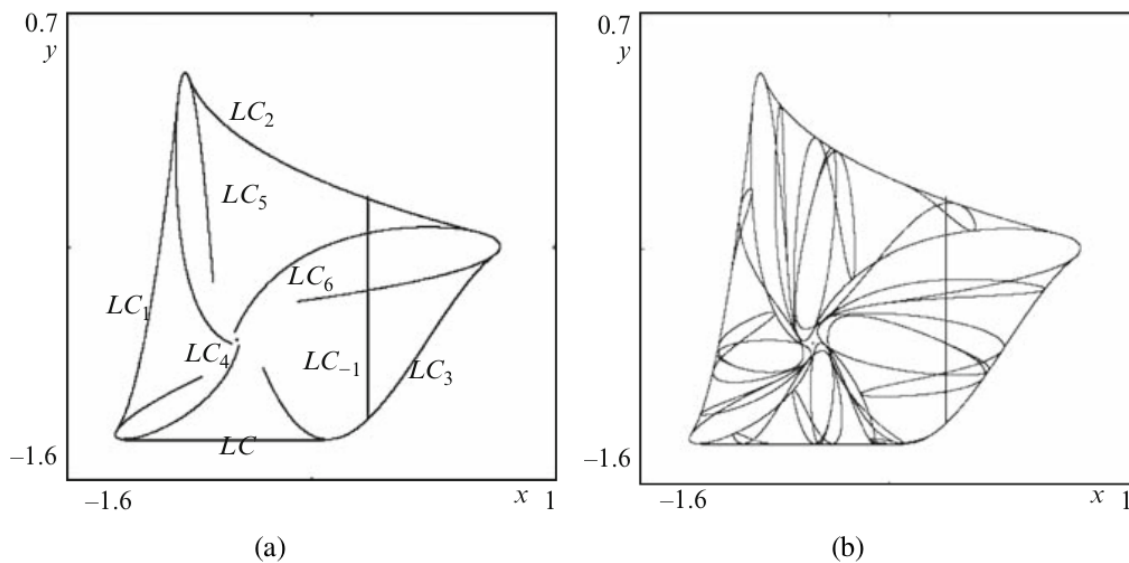 0.7
y
LC₂
LC₅
LC₁
LC₆
LC₄
LC₋₁
LC₃
LC
–1.6
–1.6
x
1
(a)
0.7
y
–1.6
–1.6
x
1
(b)